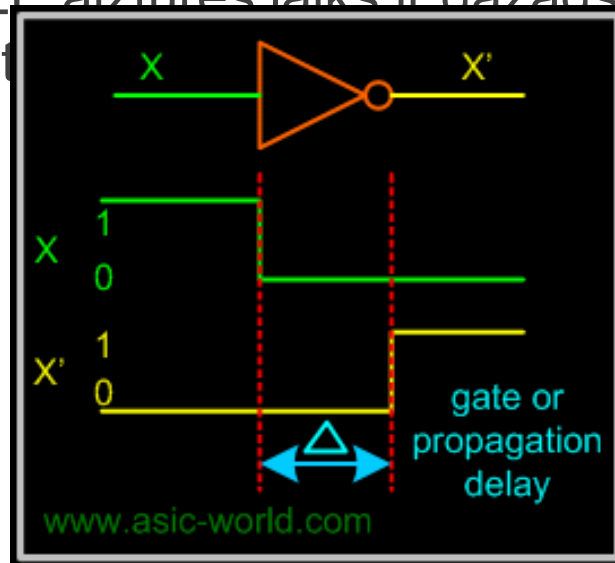 X X'
1
X
0
1
X'
0
gate or
△ propagation
delay
www.asic-world.com